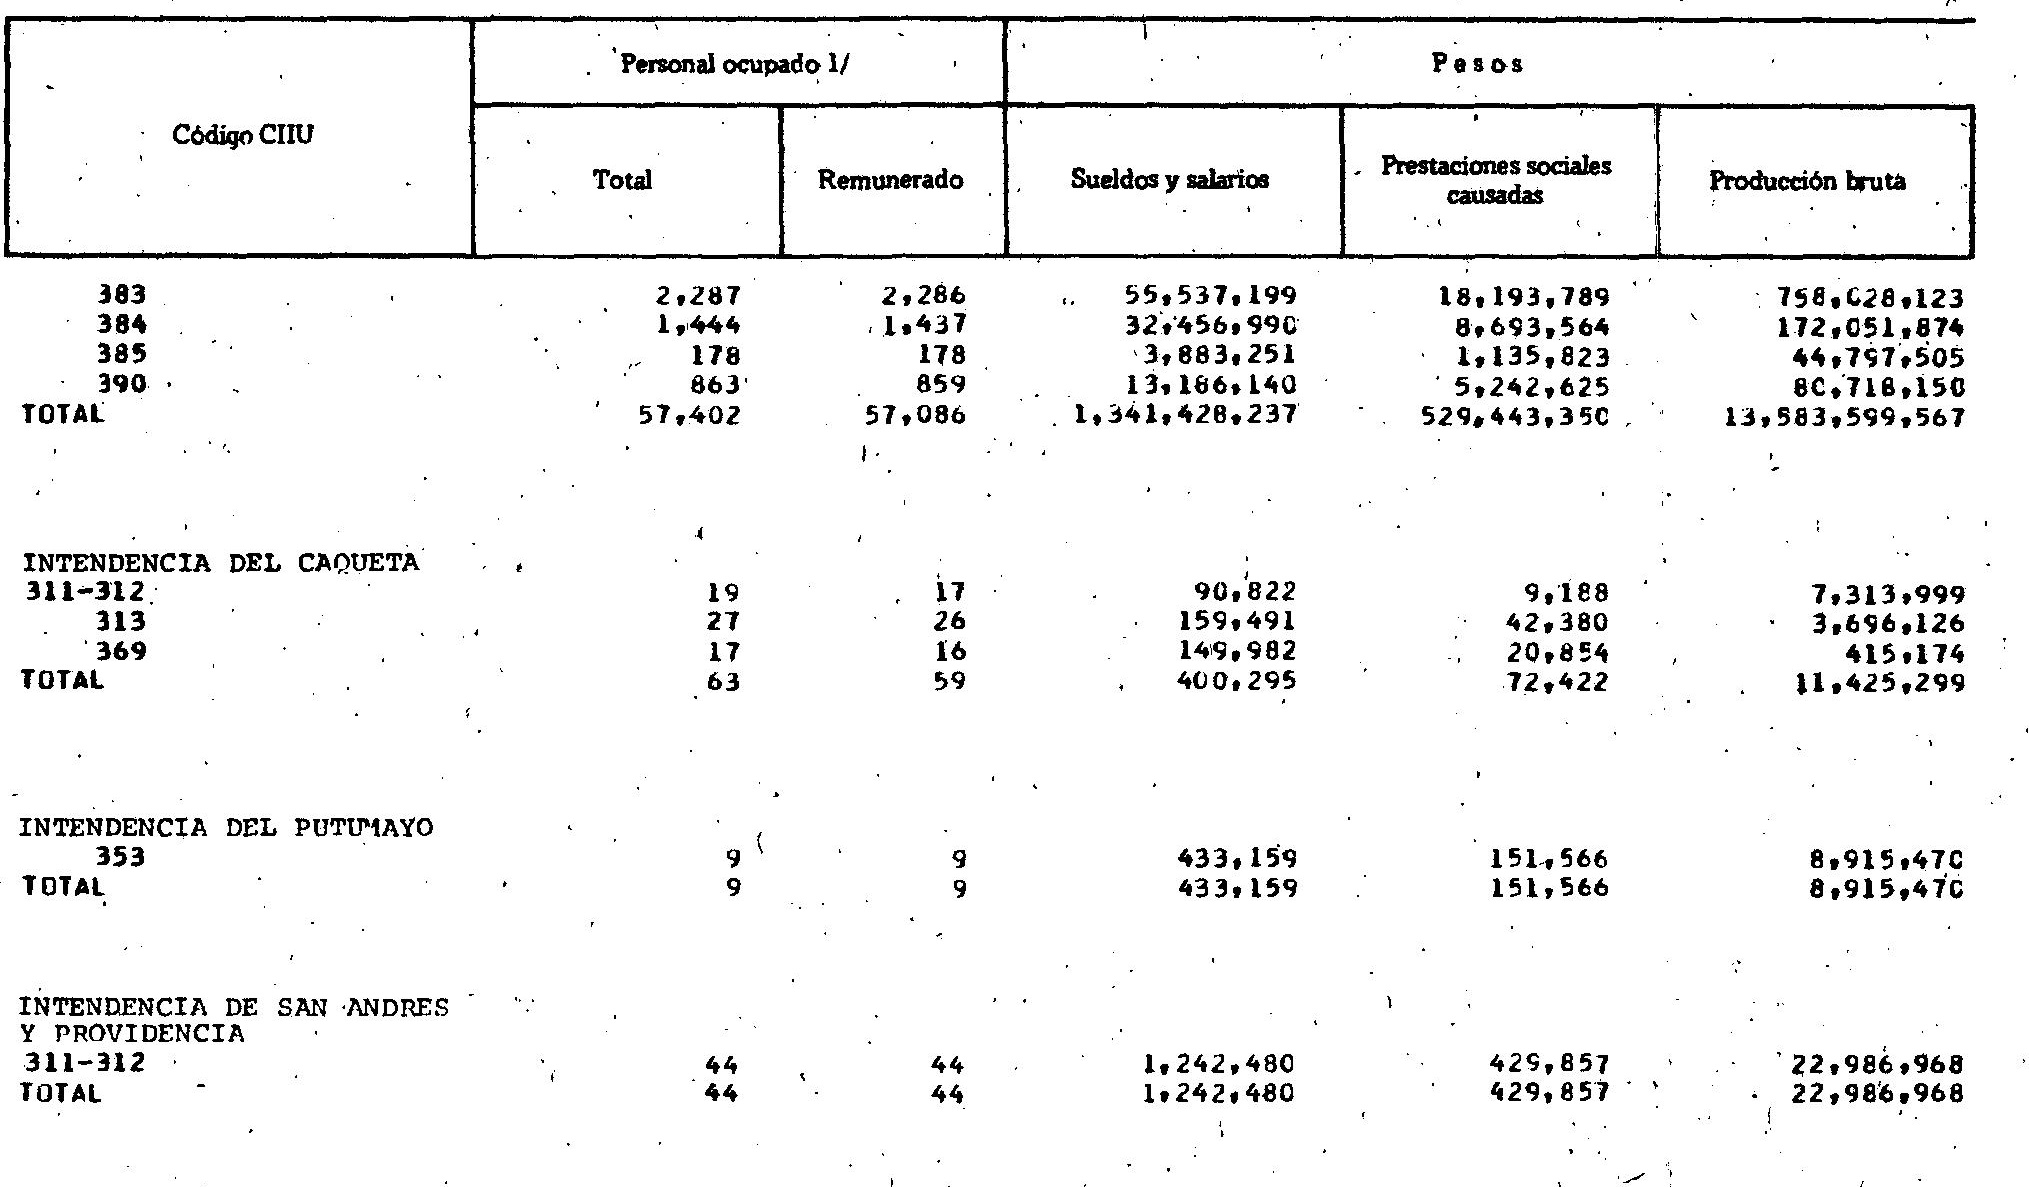 Personal ocupado 1/ Pesos
Código CIIU
Total Remunerado Sueldos y salarios Prestaciones sociales causadas Producción bruta
383 2,287 2,286 55,537,199 18,193,789 758,028,123
384 1,444 1,437 32,456,990 8,693,564 172,051,874
385 178 178 3,883,251 1,135,823 44,797,505
390 863 859 13,186,140 5,242,625 80,718,150
TOTAL 57,402 57,086 1,341,428,237 529,443,350 13,583,599,567
INTENDENCIA DEL CAQUETA
311-312 19 17 90,822 9,188 7,313,999
313 27 26 159,491 42,380 3,696,126
369 17 16 149,982 20,854 415,174
TOTAL 63 59 400,295 72,422 11,425,299
INTENDENCIA DEL PUTUMAYO
353 9 9 433,159 151,566 8,915,470
TOTAL 9 9 433,159 151,566 8,915,470
INTENDENCIA DE SAN ANDRES
Y PROVIDENCIA
311-312 44 44 1,242,480 429,857 22,986,968
TOTAL 44 44 1,242,480 429,857 22,986,968